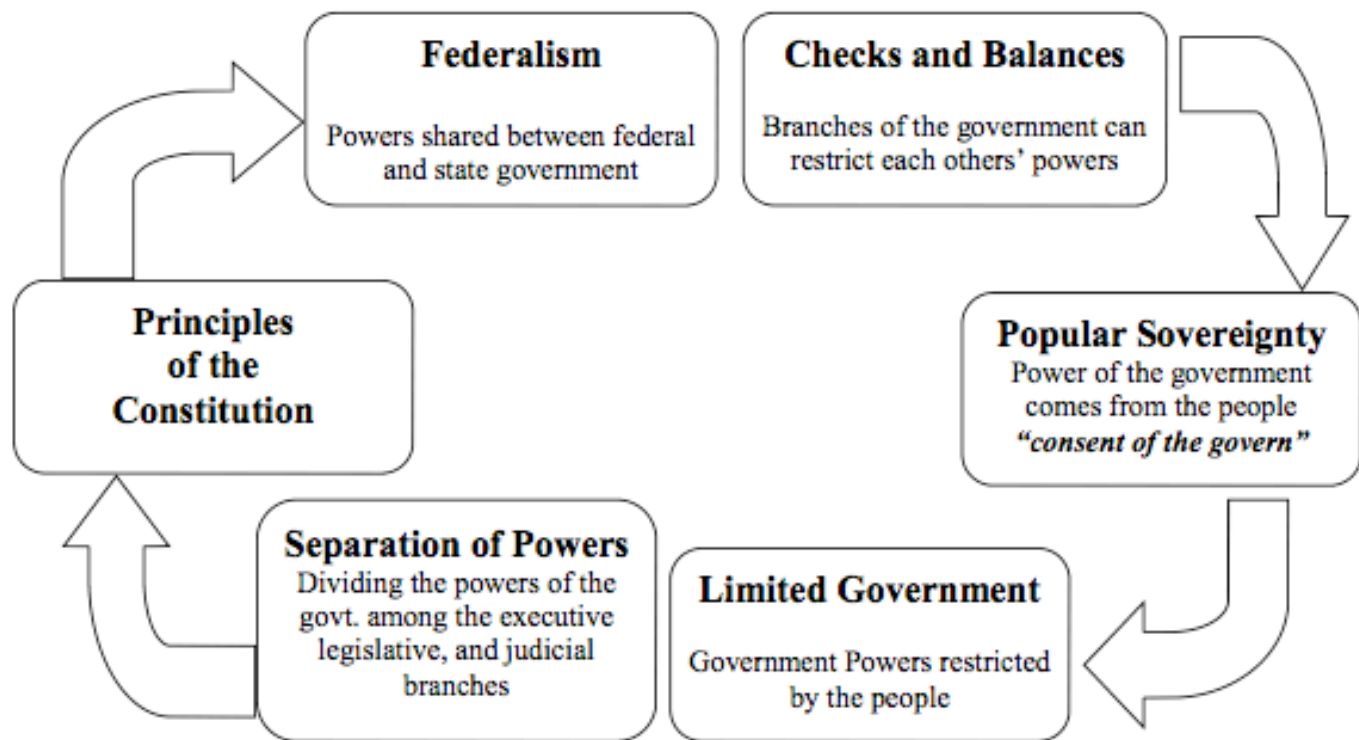 Federalism
Powers shared between federal
and state government
Checks and Balances
Branches of the government can
restrict each others’ powers
Principles
of the
Constitution
Popular Sovereignty
Power of the government
comes from the people
“consent of the govern”
Separation of Powers
Dividing the powers of the
govt. among the executive
legislative, and judicial
branches
Limited Government
Government Powers restricted
by the people